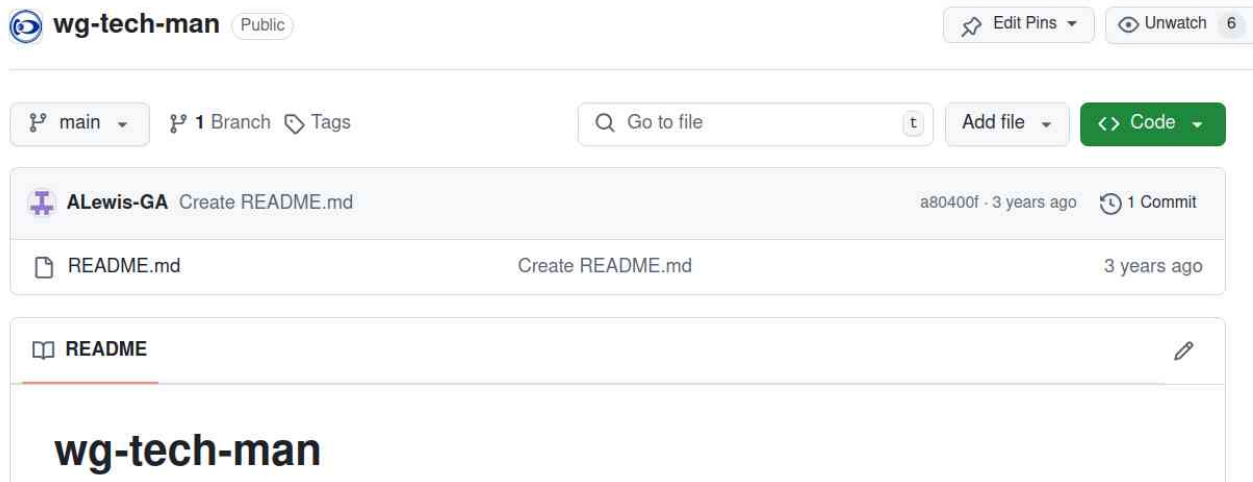 wg-tech-man Public Edit Pins Unwatch 6
main 1 Branch Tags Go to file t Add file Code
ALewis-GA Create README.md a80400f · 3 years ago 1 Commit
README.md Create README.md 3 years ago
README
wg-tech-man